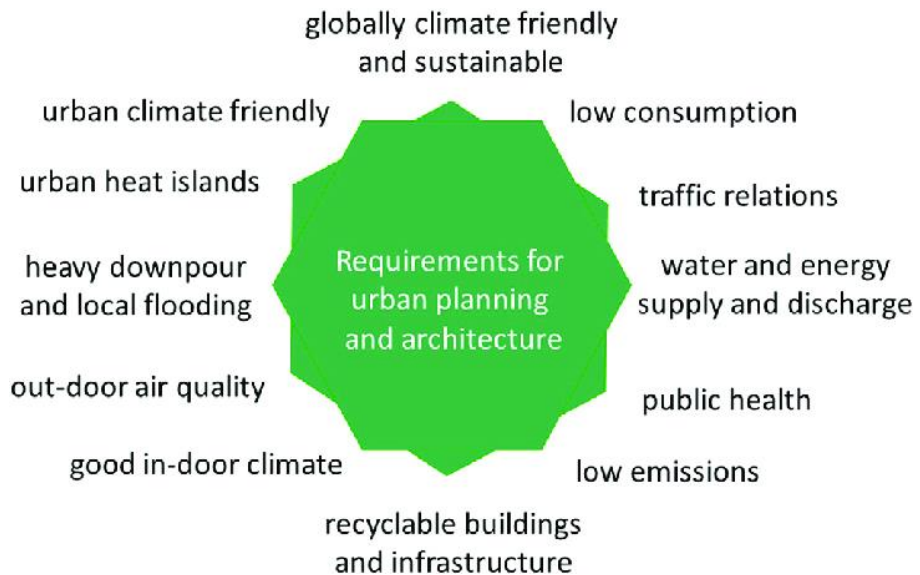 globally climate friendly
and sustainable
urban climate friendly
low consumption
urban heat islands
traffic relations
heavy downpour
and local flooding
Requirements for
urban planning
and architecture
water and energy
supply and discharge
out-door air quality
public health
good in-door climate
low emissions
recyclable buildings
and infrastructure